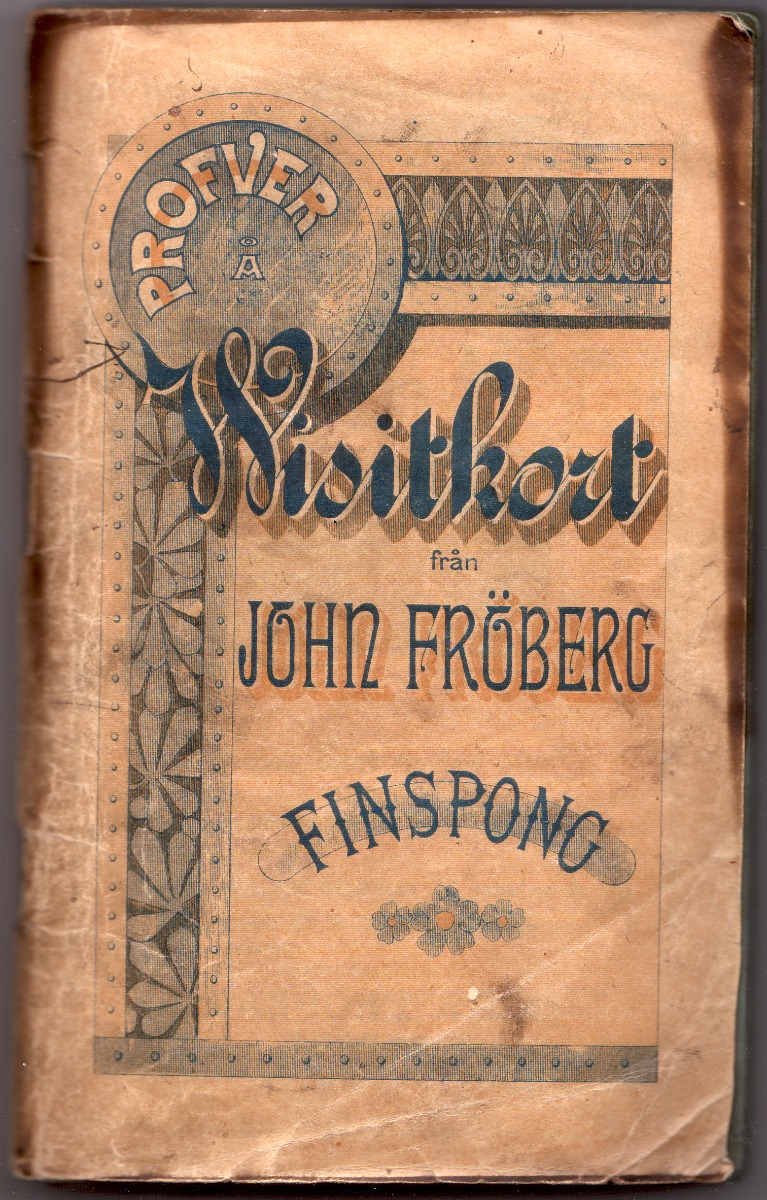 PROFVER
Å
Wisitkort
från
JOHN FRÖBERG
FINSPONG